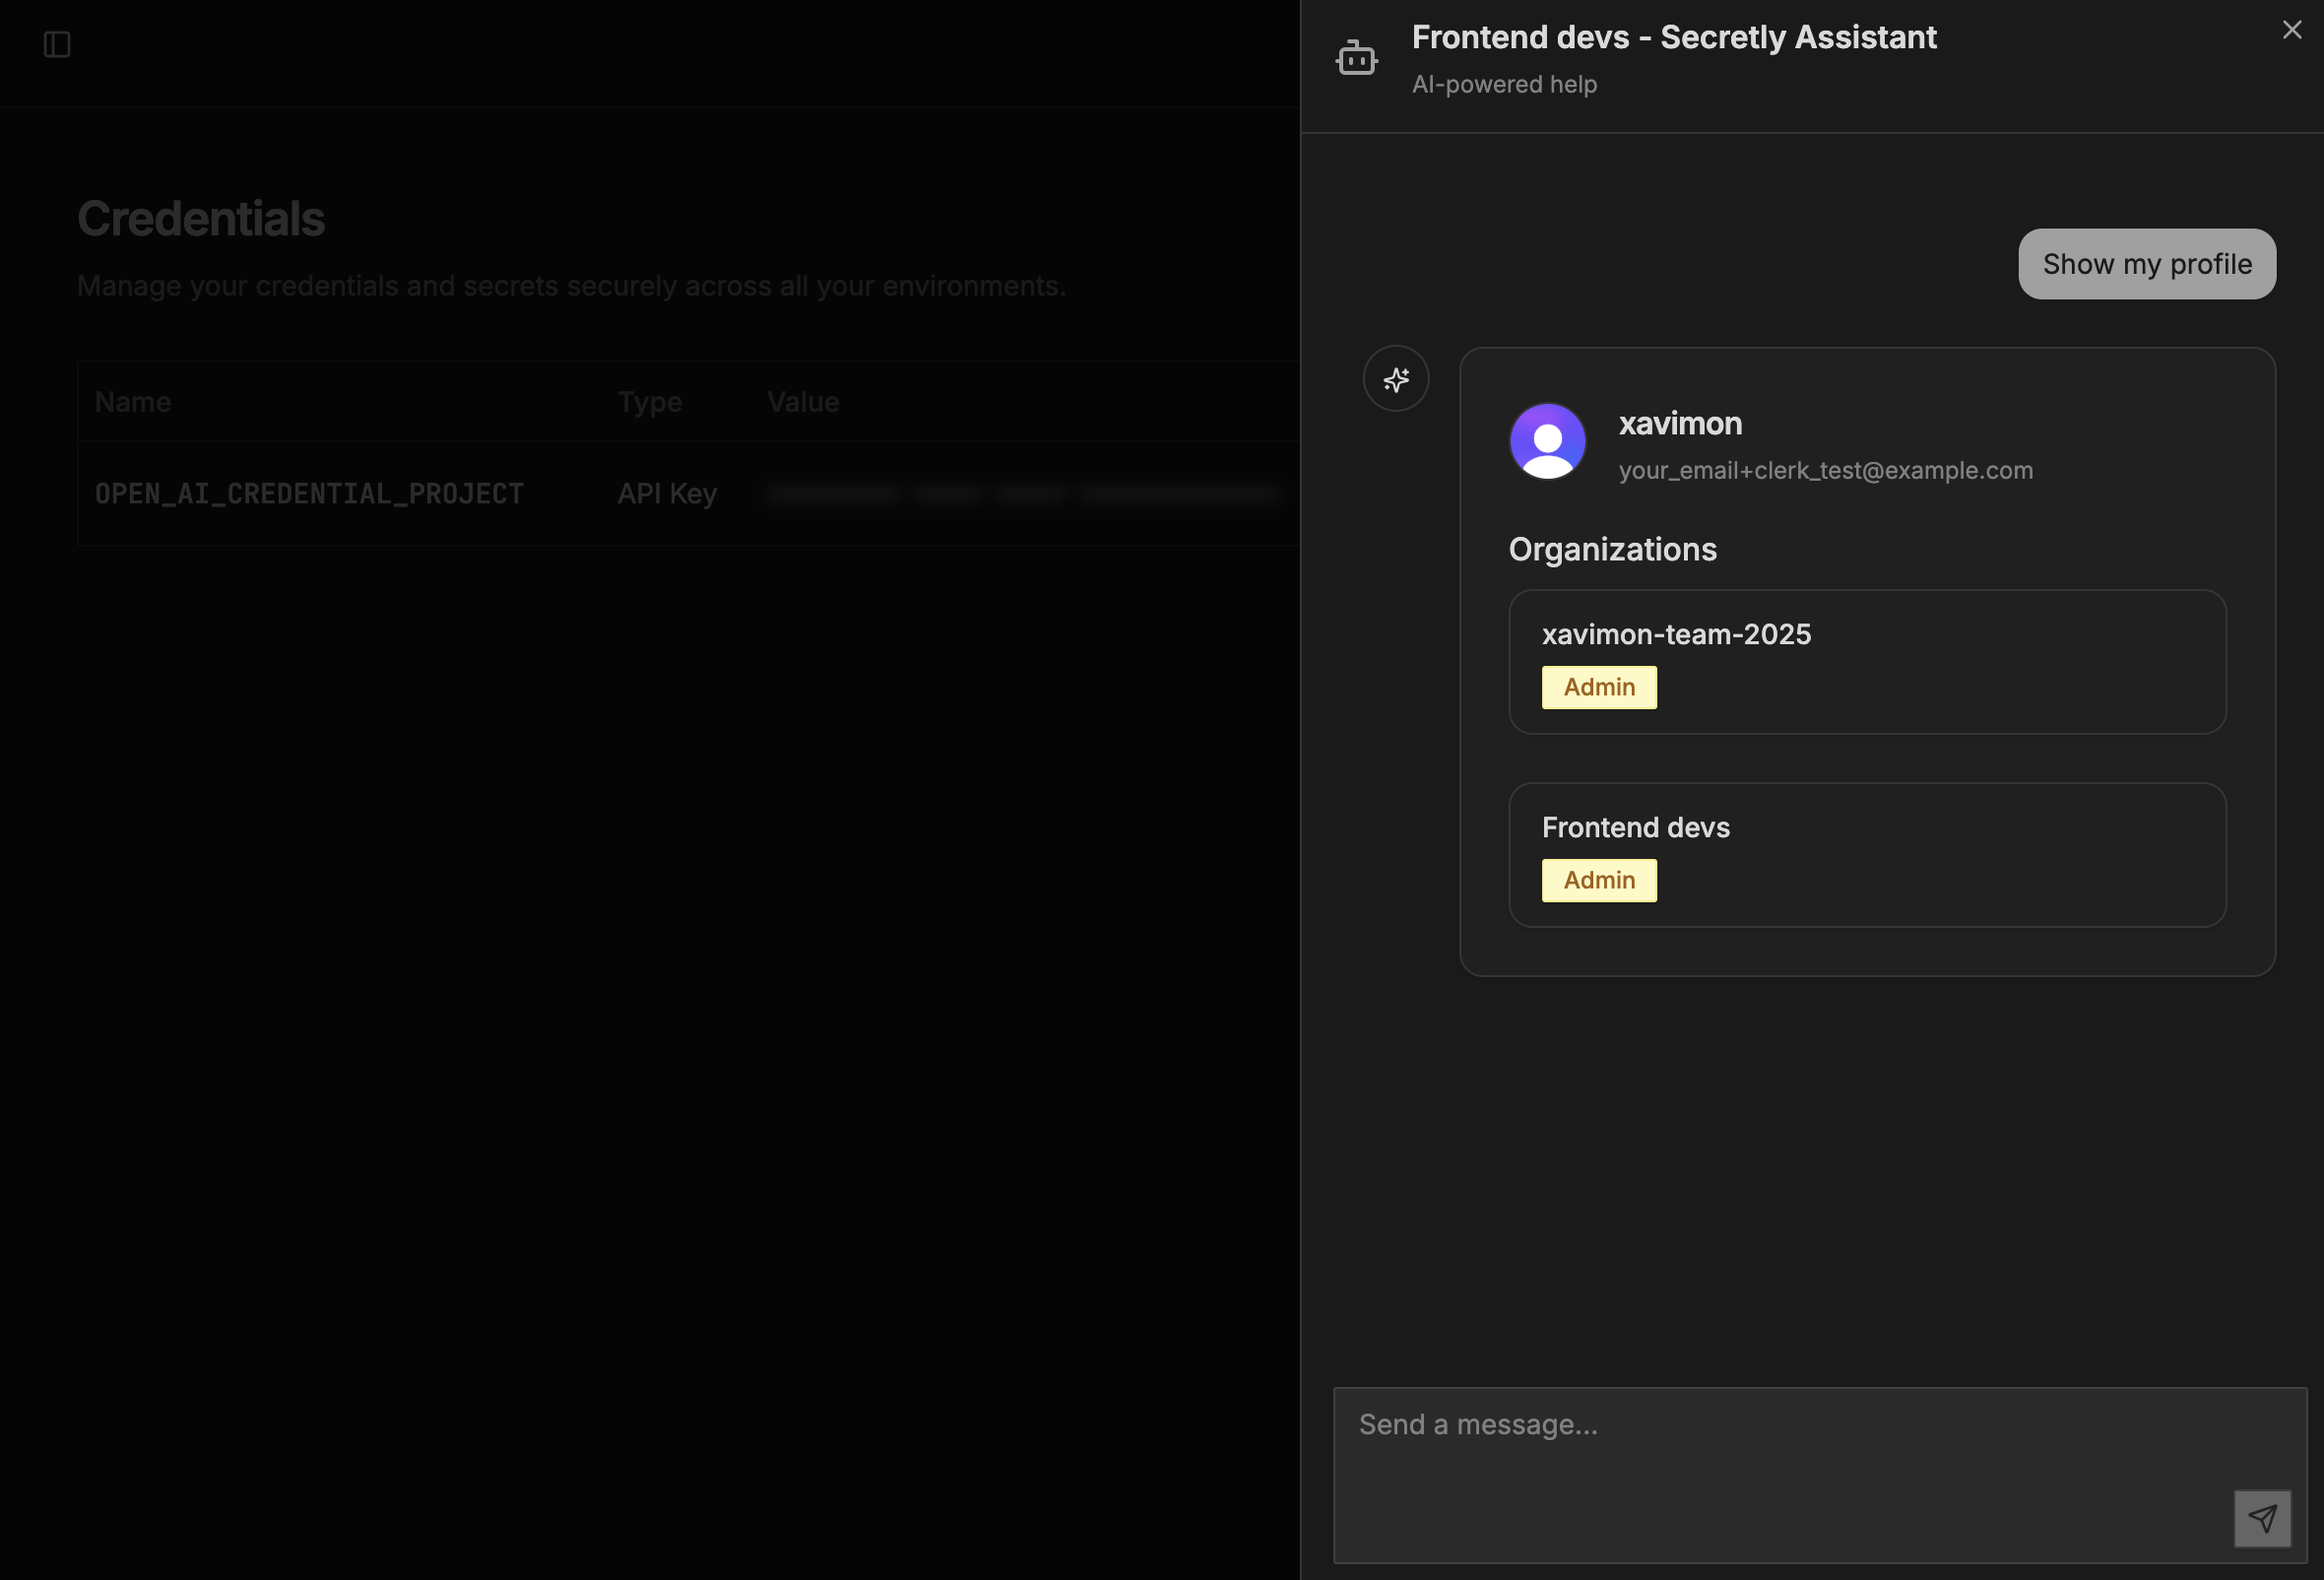 Credentials
Manage your credentials and secrets securely across all your environments.
Name Type Value
OPEN_AI_CREDENTIAL_PROJECT API Key
Frontend devs - Secretly Assistant
AI-powered help
Show my profile
xavimon
your_email+clerk_test@example.com
Organizations
xavimon-team-2025
Admin
Frontend devs
Admin
Send a message...